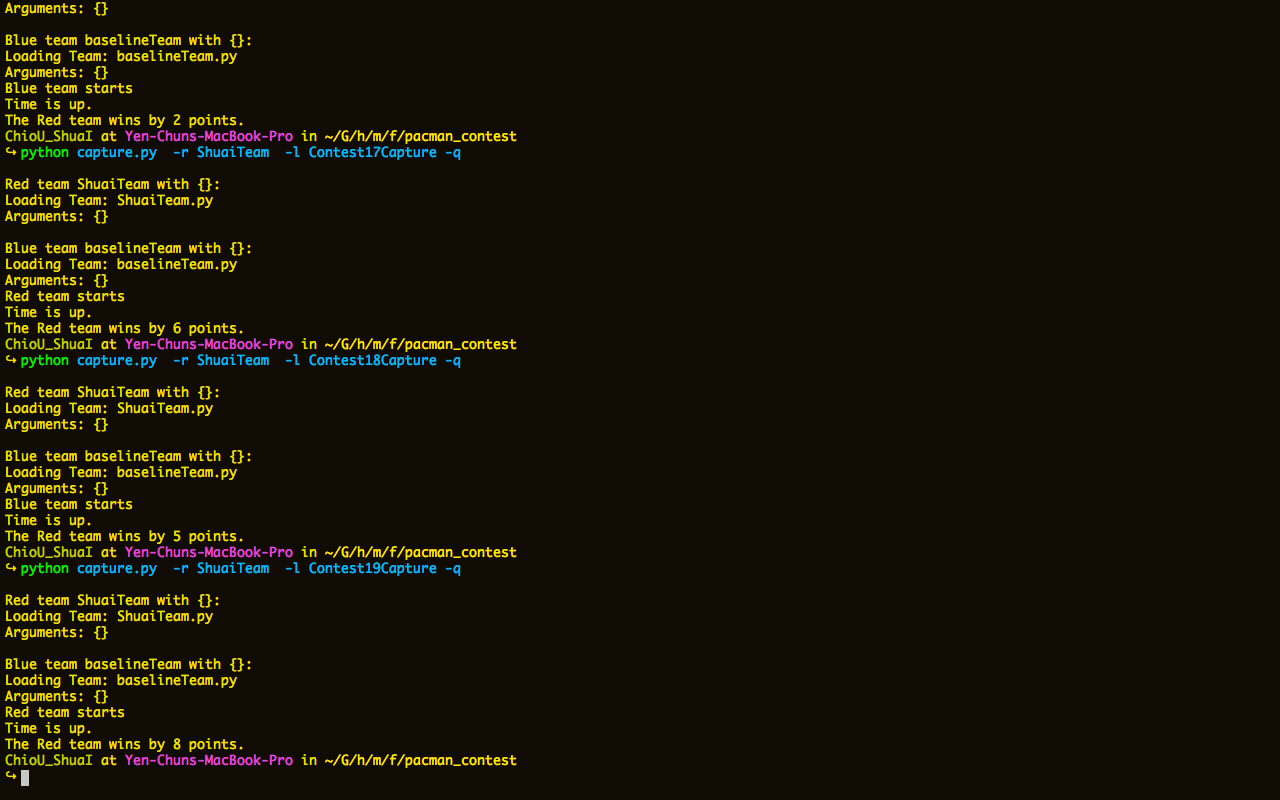 Arguments: {}
Blue team baselineTeam with {}:
Loading Team: baselineTeam.py
Arguments: {}
Blue team starts
Time is up.
The Red team wins by 2 points.
ChioU_ShuaI at Yen-Chuns-MacBook-Pro in ~/G/h/m/f/pacman_contest
↪ python capture.py  -r ShuaiTeam  -l Contest17Capture -q
Red team ShuaiTeam with {}:
Loading Team: ShuaiTeam.py
Arguments: {}
Blue team baselineTeam with {}:
Loading Team: baselineTeam.py
Arguments: {}
Red team starts
Time is up.
The Red team wins by 6 points.
ChioU_ShuaI at Yen-Chuns-MacBook-Pro in ~/G/h/m/f/pacman_contest
↪ python capture.py  -r ShuaiTeam  -l Contest18Capture -q
Red team ShuaiTeam with {}:
Loading Team: ShuaiTeam.py
Arguments: {}
Blue team baselineTeam with {}:
Loading Team: baselineTeam.py
Arguments: {}
Blue team starts
Time is up.
The Red team wins by 5 points.
ChioU_ShuaI at Yen-Chuns-MacBook-Pro in ~/G/h/m/f/pacman_contest
↪ python capture.py  -r ShuaiTeam  -l Contest19Capture -q
Red team ShuaiTeam with {}:
Loading Team: ShuaiTeam.py
Arguments: {}
Blue team baselineTeam with {}:
Loading Team: baselineTeam.py
Arguments: {}
Red team starts
Time is up.
The Red team wins by 8 points.
ChioU_ShuaI at Yen-Chuns-MacBook-Pro in ~/G/h/m/f/pacman_contest
↪